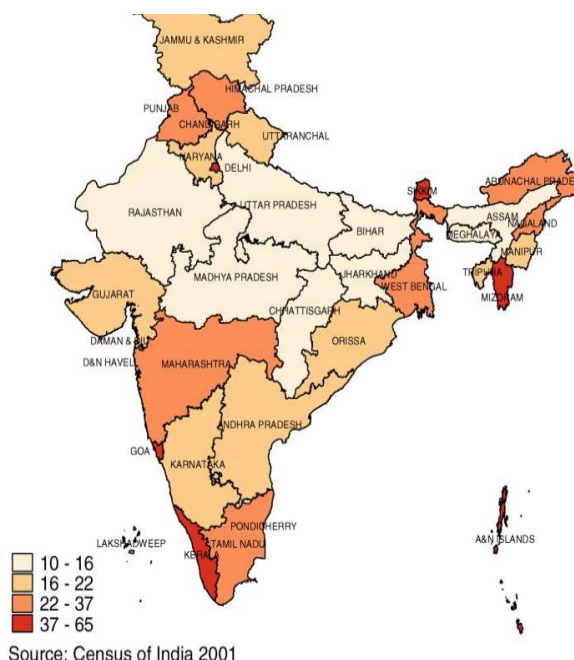 JAMMU & KASHMIR
HIMACHAL PRADESH
PUNJAB
CHANDIGARH
UTTARANCHAL
HARYANA
DELHI
SIKKIM
ARUNACHAL PRADE
RAJASTHAN
UTTAR PRADESH
ASSAM
NAGALAND
BIHAR
MEGHALAYA
MANIPUR
MADHYA PRADESH
JHARKHAND
TRIPURA
GUJARAT
WEST BENGAL
MIZORAM
CHHATTISGARH
DAMAN & DIU
ORISSA
D&N HAVELI
MAHARASHTRA
ANDHRA PRADESH
GOA
KARNATAKA
PONDICHERRY
LAKSHADWEEP
TAMIL NADU
A&N ISLANDS
KERALA
10 - 16
16 - 22
22 - 37
37 - 65
Source: Census of India 2001